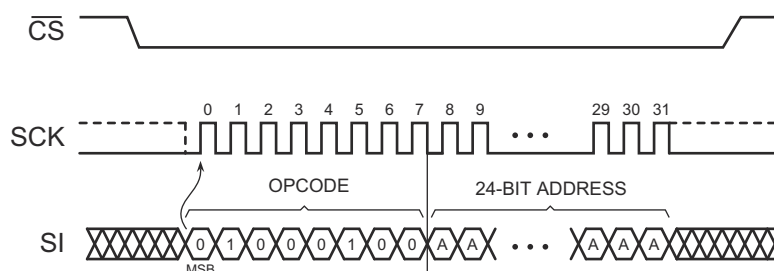 CS
0 1 2 3 4 5 6 7 8 9 29 30 31
SCK
OPCODE 24-BIT ADDRESS
SI 0 1 0 0 0 1 0 0 A A A A A
MSB